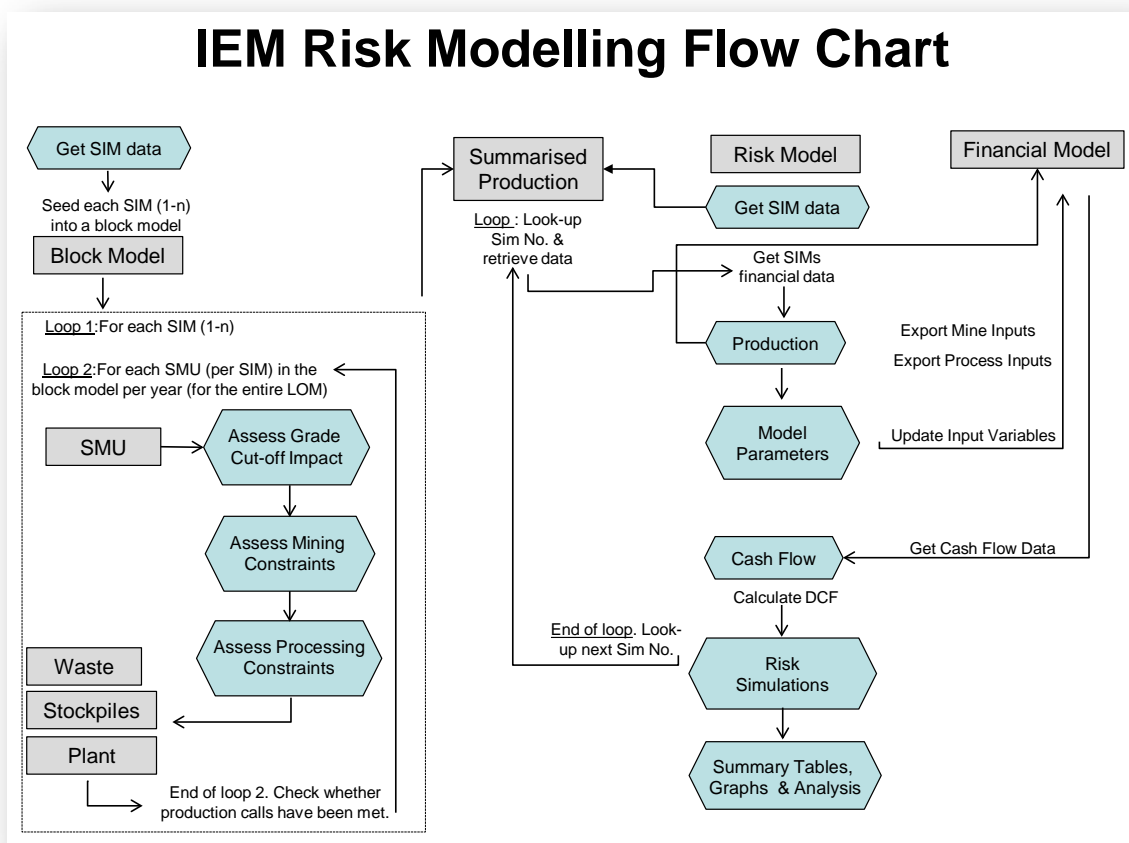 IEM Risk Modelling Flow Chart
Get SIM data
Seed each SIM (1-n)
into a block model
Block Model
Loop 1:For each SIM (1-n)
Loop 2:For each SMU (per SIM) in the
block model per year (for the entire LOM)
SMU
Assess Grade
Cut-off Impact
Assess Mining
Constraints
Assess Processing
Constraints
Waste
Stockpiles
Plant
End of loop 2. Check whether
production calls have been met.
Summarised
Production
Loop : Look-up
Sim No. &
retrieve data
Risk Model
Get SIM data
Get SIMs
financial data
Production
Model
Parameters
Financial Model
Export Mine Inputs
Export Process Inputs
Update Input Variables
Get Cash Flow Data
Cash Flow
Calculate DCF
End of loop. Look-
up next Sim No.
Risk
Simulations
Summary Tables,
Graphs & Analysis